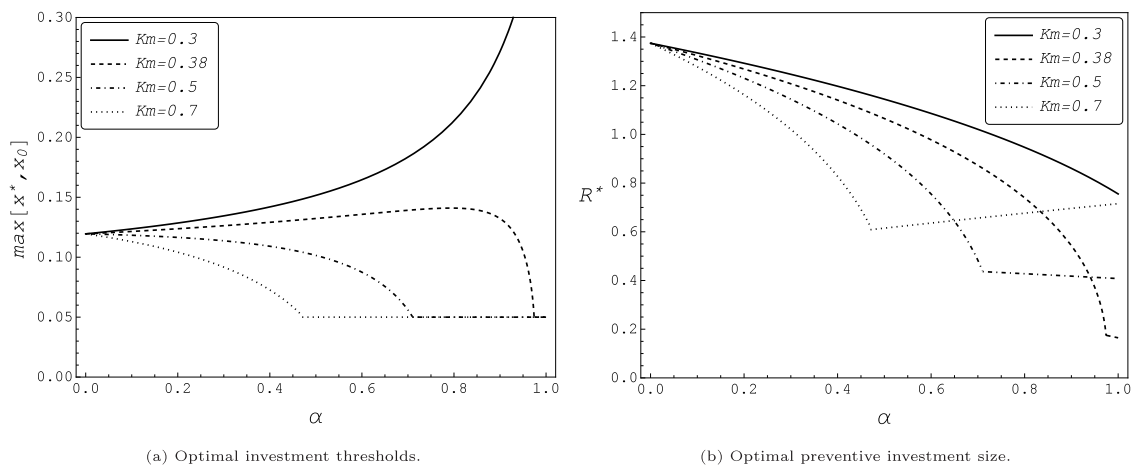 0.30
0.25
0.20
0.15
0.10
0.05
0.00
max[x*,x0]
Km=0.3
Km=0.38
Km=0.5
Km=0.7
0.0 0.2 0.4 0.6 0.8 1.0
α
(a) Optimal investment thresholds.
1.4
1.2
1.0
0.8
0.6
0.4
0.2
0.0
R*
Km=0.3
Km=0.38
Km=0.5
Km=0.7
0.0 0.2 0.4 0.6 0.8 1.0
α
(b) Optimal preventive investment size.